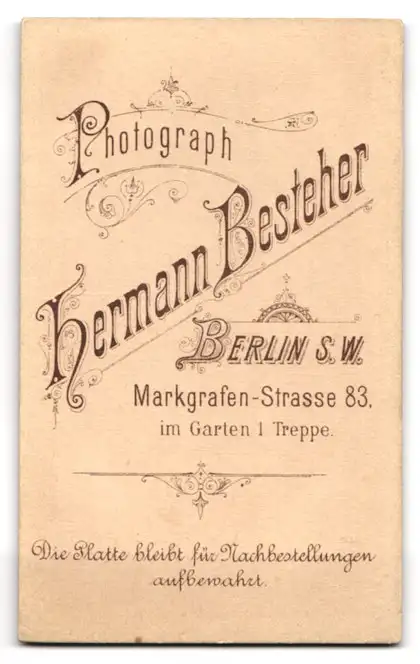 Photograph
Hermann Besteher
BERLIN S.W.
Markgrafen-Strasse 83,
im Garten 1 Treppe.
Die Platte bleibt für Nachbestellungen
aufbewahrt.